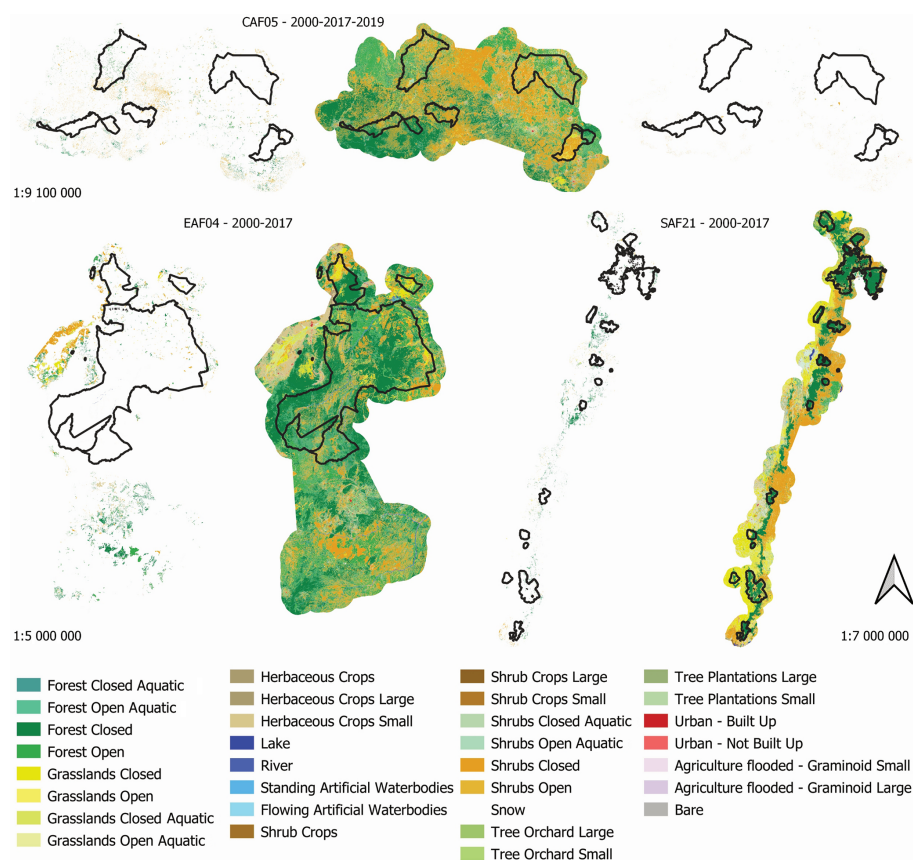 CAF05 - 2000-2017-2019
1:9 100 000
EAF04 - 2000-2017
SAF21 - 2000-2017
1:5 000 000
1:7 000 000
Forest Closed Aquatic
Forest Open Aquatic
Forest Closed
Forest Open
Grasslands Closed
Grasslands Open
Grasslands Closed Aquatic
Grasslands Open Aquatic
Herbaceous Crops
Herbaceous Crops Large
Herbaceous Crops Small
Lake
River
Standing Artificial Waterbodies
Flowing Artificial Waterbodies
Shrub Crops
Shrub Crops Large
Shrub Crops Small
Shrubs Closed Aquatic
Shrubs Open Aquatic
Shrubs Closed
Shrubs Open
Snow
Tree Orchard Large
Tree Orchard Small
Tree Plantations Large
Tree Plantations Small
Urban - Built Up
Urban - Not Built Up
Agriculture flooded - Graminoid Small
Agriculture flooded - Graminoid Large
Bare